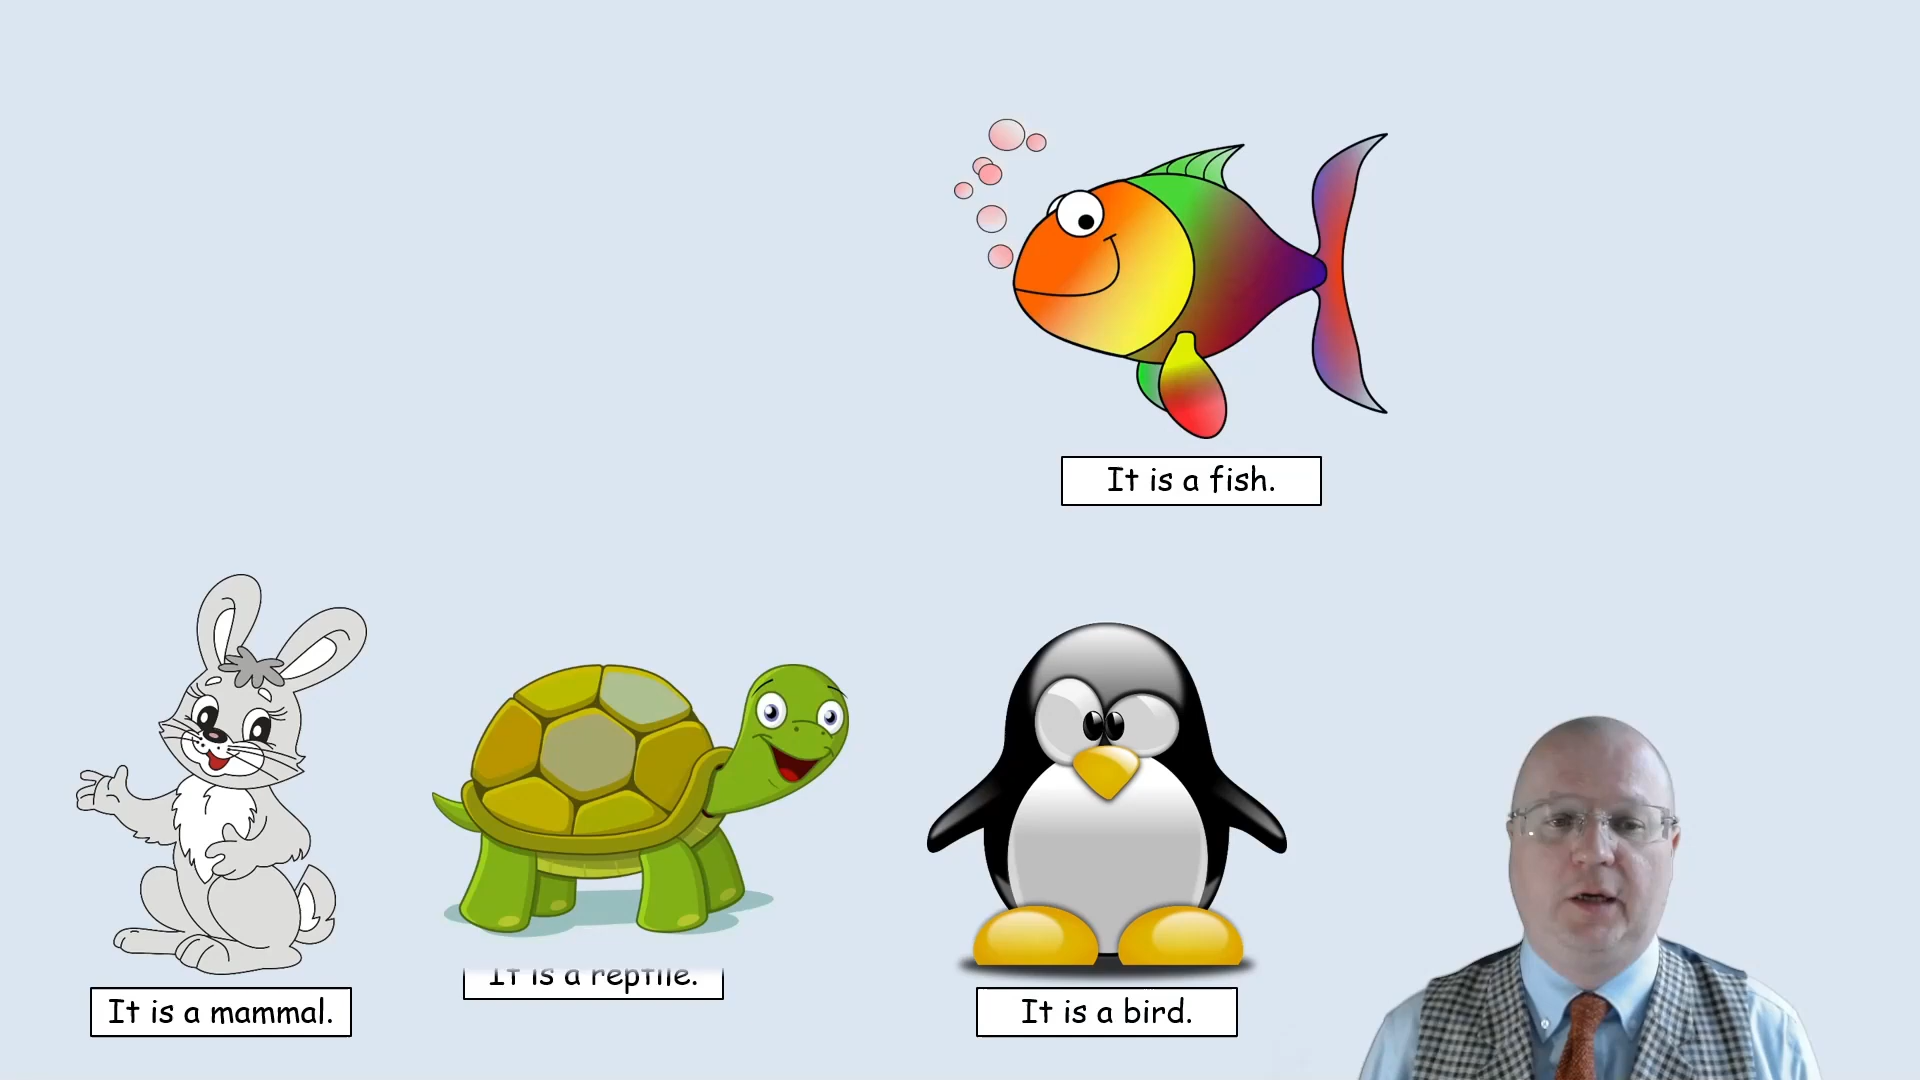 It is a fish.
It is a reptile.
It is a mammal.
It is a bird.